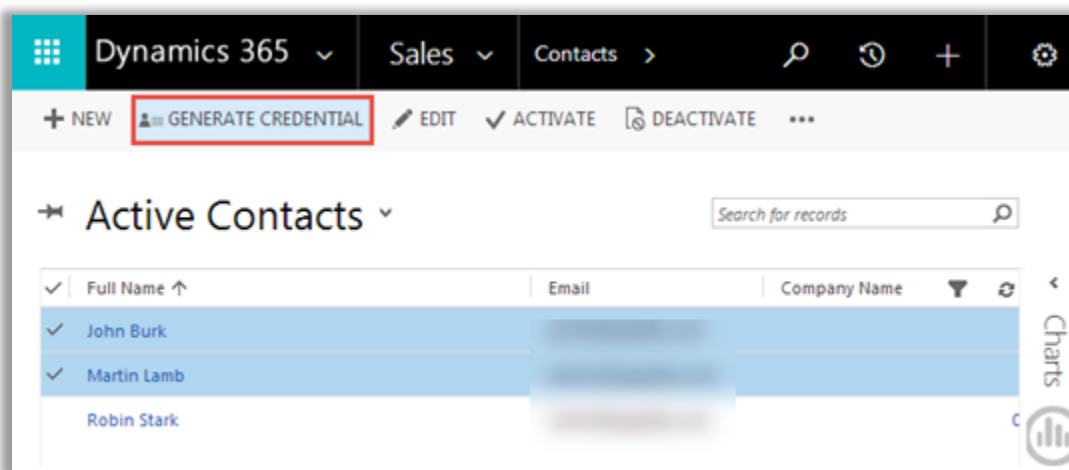 Dynamics 365 Sales Contacts
NEW GENERATE CREDENTIAL EDIT ACTIVATE DEACTIVATE •••
Active Contacts
Search for records
Full Name Email Company Name
John Burk
Martin Lamb
Robin Stark
Charts